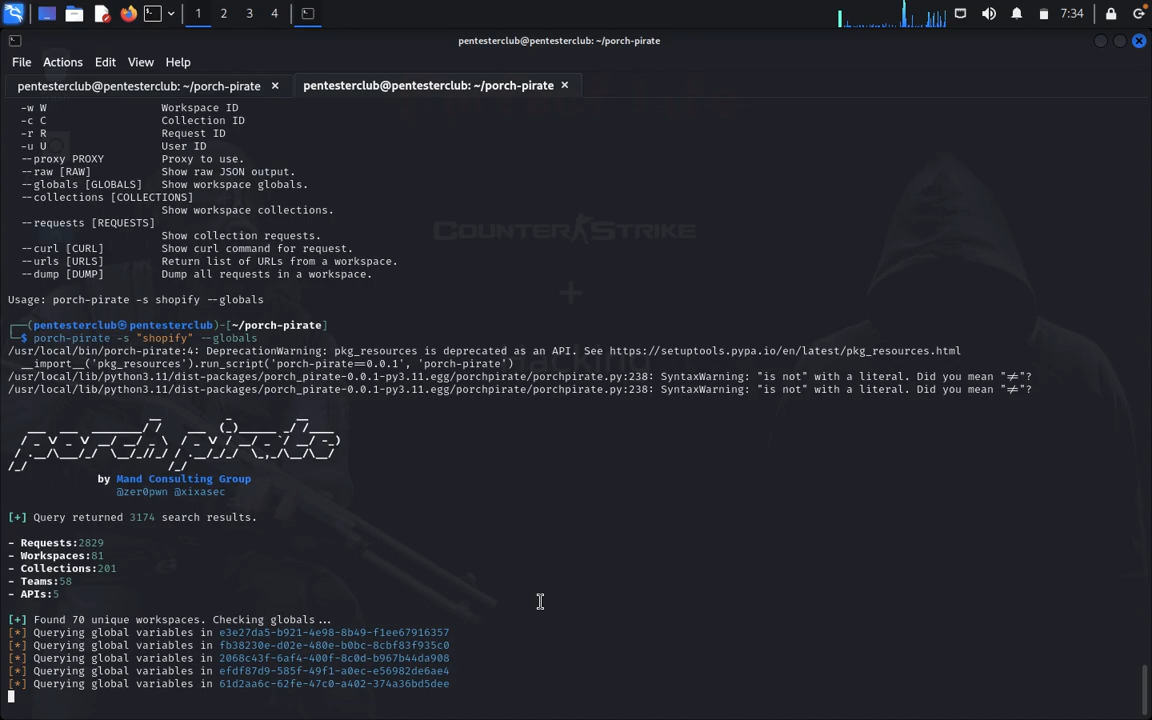 1 2 3 4 7:34
pentesterclub@pentesterclub: ~/porch-pirate
File Actions Edit View Help
pentesterclub@pentesterclub: ~/porch-pirate × pentesterclub@pentesterclub: ~/porch-pirate ×
-w W Workspace ID
-c C Collection ID
-r R Request ID
-u U User ID
--proxy PROXY Proxy to use.
--raw [RAW] Show raw JSON output.
--globals [GLOBALS] Show workspace globals.
--collections [COLLECTIONS]
Show workspace collections.
--requests [REQUESTS]
Show collection requests.
--curl [CURL] Show curl command for request.
--urls [URLS] Return list of URLs from a workspace.
--dump [DUMP] Dump all requests in a workspace.
Usage: porch-pirate -s shopify --globals
┌──(pentesterclub㉿pentesterclub)-[~/porch-pirate]
└─$ porch-pirate -s "shopify" --globals
/usr/local/bin/porch-pirate:4: DeprecationWarning: pkg_resources is deprecated as an API. See https://setuptools.pypa.io/en/latest/pkg_resources.html
__import__('pkg_resources').run_script('porch-pirate==0.0.1', 'porch-pirate')
/usr/local/lib/python3.11/dist-packages/porch_pirate-0.0.1-py3.11.egg/porchpirate/porchpirate.py:238: SyntaxWarning: "is not" with a literal. Did you mean "≠"?
/usr/local/lib/python3.11/dist-packages/porch_pirate-0.0.1-py3.11.egg/porchpirate/porchpirate.py:238: SyntaxWarning: "is not" with a literal. Did you mean "≠"?
porch pirate
by Mand Consulting Group
@zer0pwn @xixasec
[+] Query returned 3174 search results.
- Requests:2829
- Workspaces:81
- Collections:201
- Teams:58
- APIs:5
[+] Found 70 unique workspaces. Checking globals...
[*] Querying global variables in e3e27da5-b921-4e98-8b49-f1ee67916357
[*] Querying global variables in fb38230e-d02e-480e-b0bc-8cbf83f935c0
[*] Querying global variables in 2068c43f-6af4-400f-8c0d-b967b44da908
[*] Querying global variables in efdf87d9-585f-49f1-a0ec-e56982de6ae4
[*] Querying global variables in 61d2aa6c-62fe-47c0-a402-374a36bd5dee
COUNTER STRIKE
+
Hacking